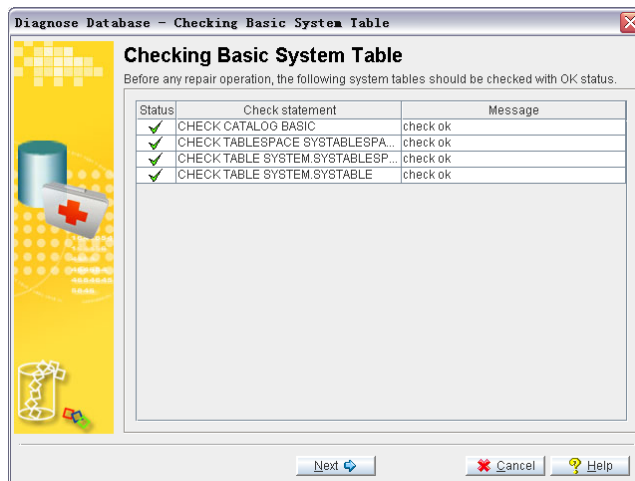 Diagnose Database - Checking Basic System Table
Checking Basic System Table
Before any repair operation, the following system tables should be checked with OK status.
Status Check statement Message
CHECK CATALOG BASIC check ok
CHECK TABLESPACE SYSTABLESPA... check ok
CHECK TABLE SYSTEM.SYSTABLESP... check ok
CHECK TABLE SYSTEM.SYSTABLE check ok
Next Cancel Help